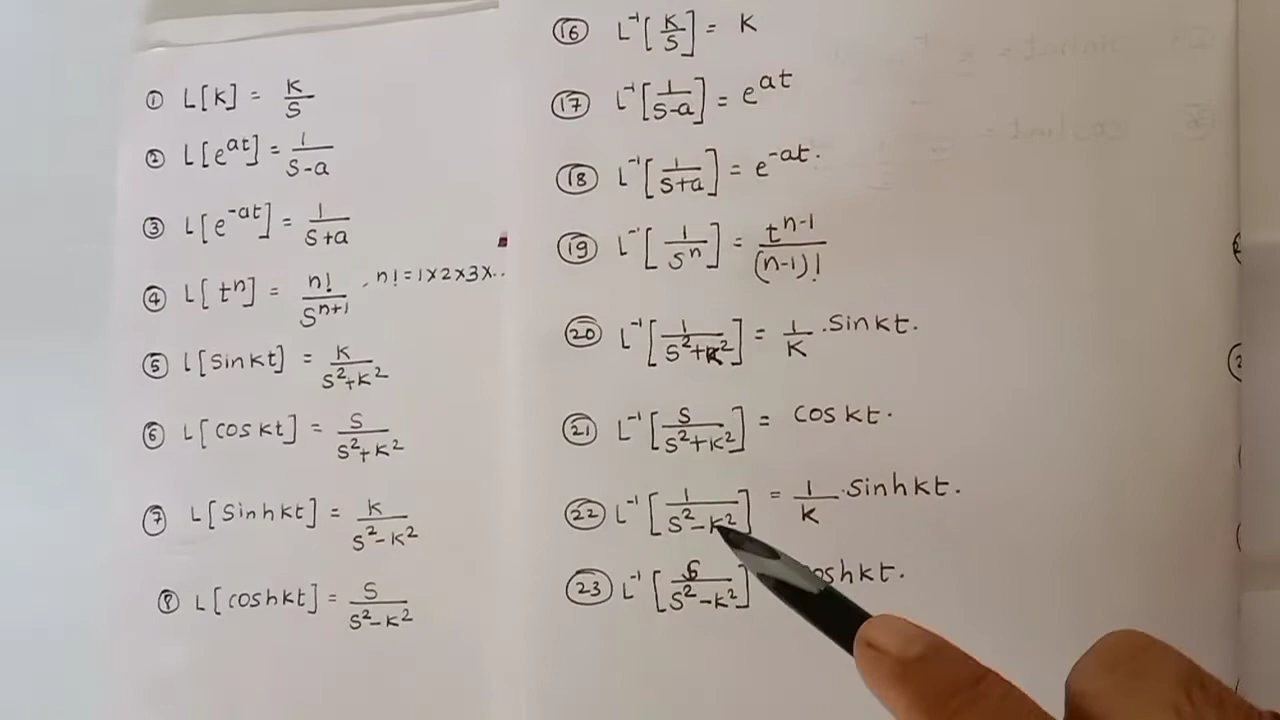 ① L[K] = K/S
② L[e^at] = 1/(S-a)
③ L[e^-at] = 1/(S+a)
④ L[t^n] = n!/S^(n+1) , n! = 1×2×3×..
⑤ L[sinkt] = K/(S²+K²)
⑥ L[coskt] = S/(S²+K²)
⑦ L[Sinhkt] = K/(S²-K²)
⑧ L[coshkt] = S/(S²-K²)
⑯ L⁻¹[K/S] = K
⑰ L⁻¹[1/(S-a)] = e^at
⑱ L⁻¹[1/(S+a)] = e^-at.
⑲ L⁻¹[1/S^n] = t^(n-1)/(n-1)!
⑳ L⁻¹[1/(S²+K²)] = 1/K .Sinkt.
㉑ L⁻¹[S/(S²+K²)] = coskt.
㉒ L⁻¹[1/(S²-K²)] = 1/K .Sinhkt.
㉓ L⁻¹[S/(S²-K²)] oshkt.